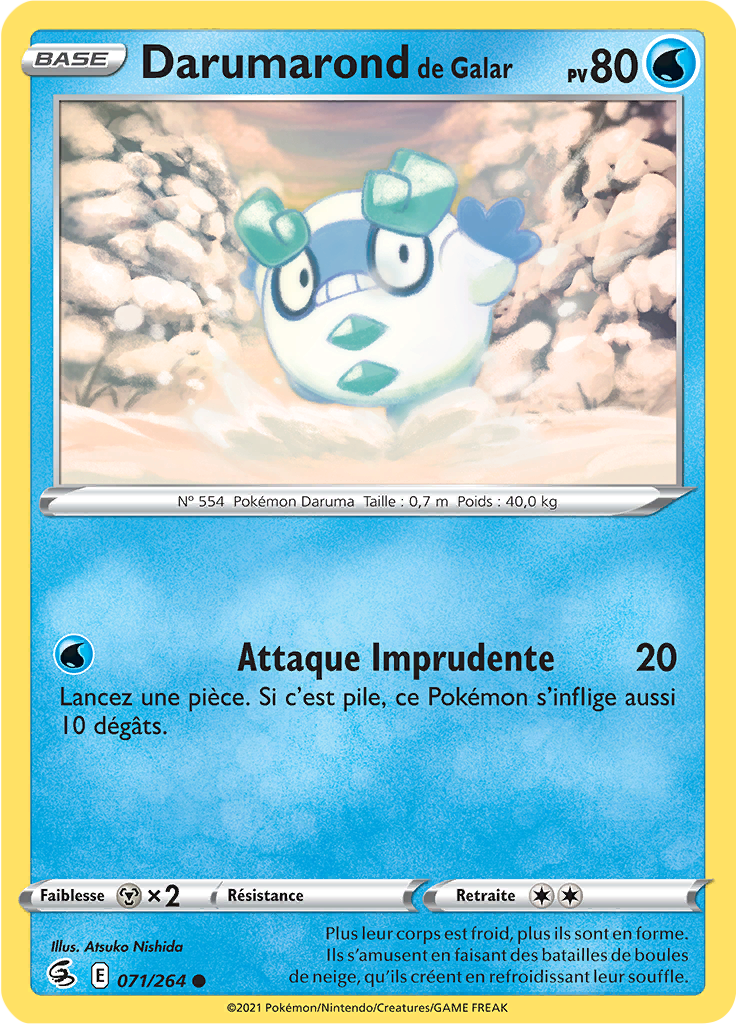 BASE
Darumarond de Galar
PV 80
N° 554 Pokémon Daruma Taille : 0,7 m Poids : 40,0 kg
Attaque Imprudente 20
Lancez une pièce. Si c'est pile, ce Pokémon s'inflige aussi
10 dégâts.
Faiblesse ×2 Résistance Retraite
Illus. Atsuko Nishida
Plus leur corps est froid, plus ils sont en forme.
Ils s'amusent en faisant des batailles de boules
de neige, qu'ils créent en refroidissant leur souffle.
E 071/264
©2021 Pokémon/Nintendo/Creatures/GAME FREAK